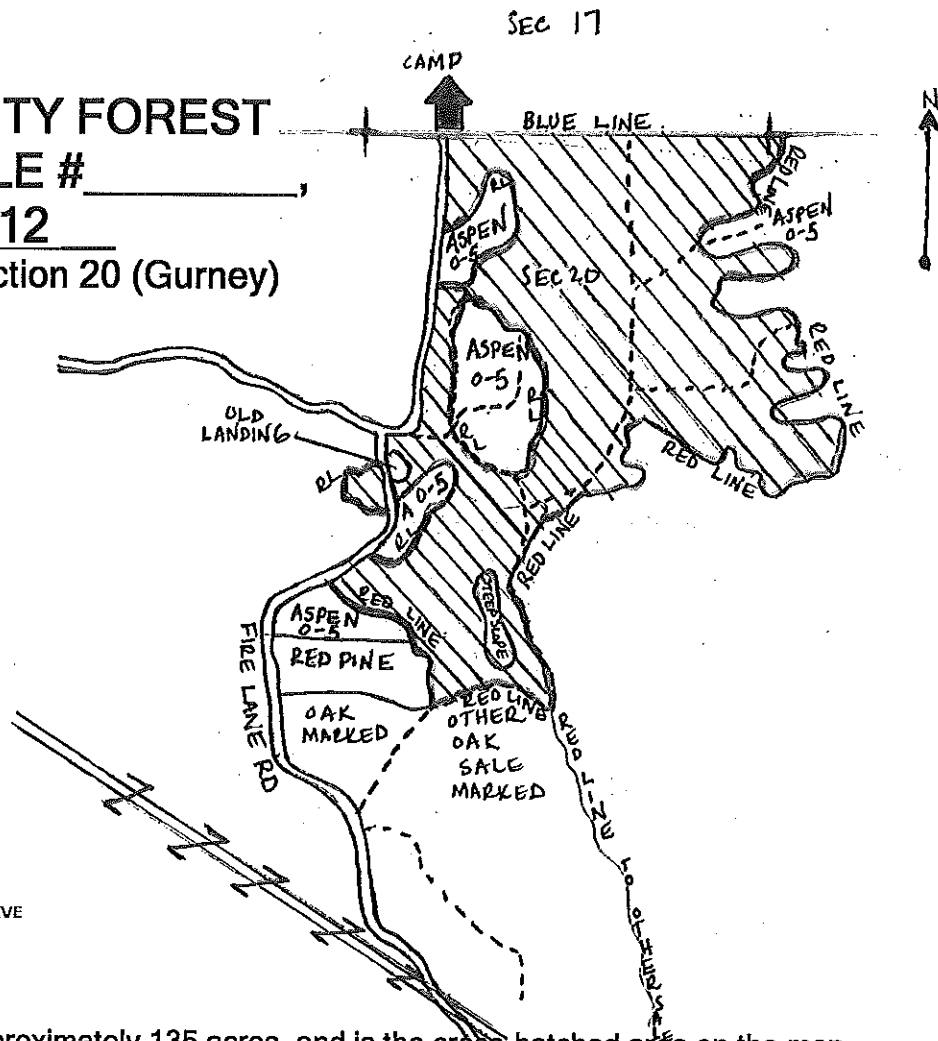 SEC 17
CAMP
N
TY FOREST
LE #__________,
12
ction 20 (Gurney)
BLUE LINE
RED LINE
ASPEN
0-5
RL
ASPEN
0-5
SEC 20
ASPEN
0-5
RL
RL
RED LINE
OLD
LANDING
RL
A 0-5
RL
RED LINE
RED LINE
STEEP SLOPE
RED LINE
ASPEN
0-5
RED PINE
OAK
MARKED
FIRE LANE RD
RED LINE
OTHER
OAK
SALE
MARKED
RED LINE TO OTHER SALE
VE
proximately 135 acres, and is the cross hatched area on the map